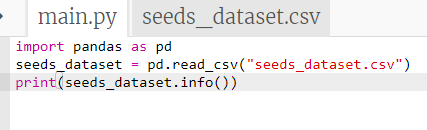 main.py seeds_dataset.csv
import pandas as pd
seeds_dataset = pd.read_csv("seeds_dataset.csv")
print(seeds_dataset.info())